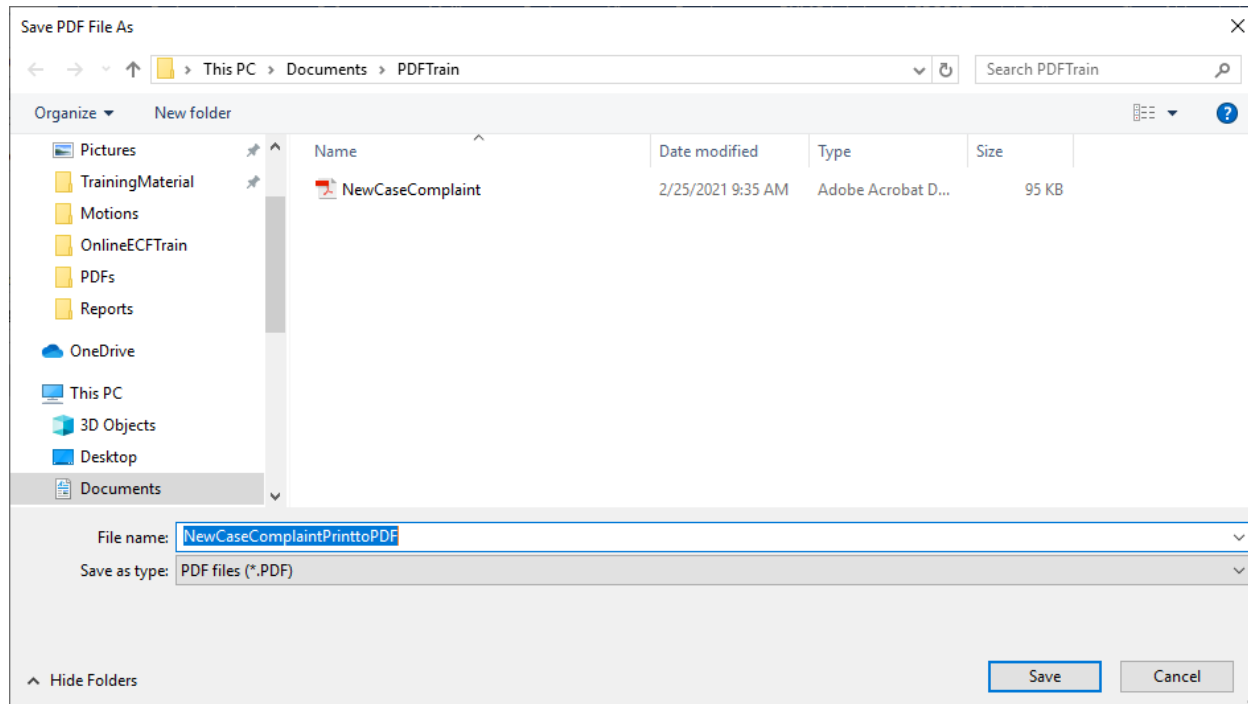 Save PDF File As
This PC > Documents > PDFTrain
Search PDFTrain
Organize
New folder
?
Pictures
TrainingMaterial
Motions
OnlineECFTrain
PDFs
Reports
OneDrive
This PC
3D Objects
Desktop
Documents
Name Date modified Type Size
NewCaseComplaint 2/25/2021 9:35 AM Adobe Acrobat D... 95 KB
File name: NewCaseComplaintPrinttoPDF
Save as type: PDF files (*.PDF)
Hide Folders
Save
Cancel